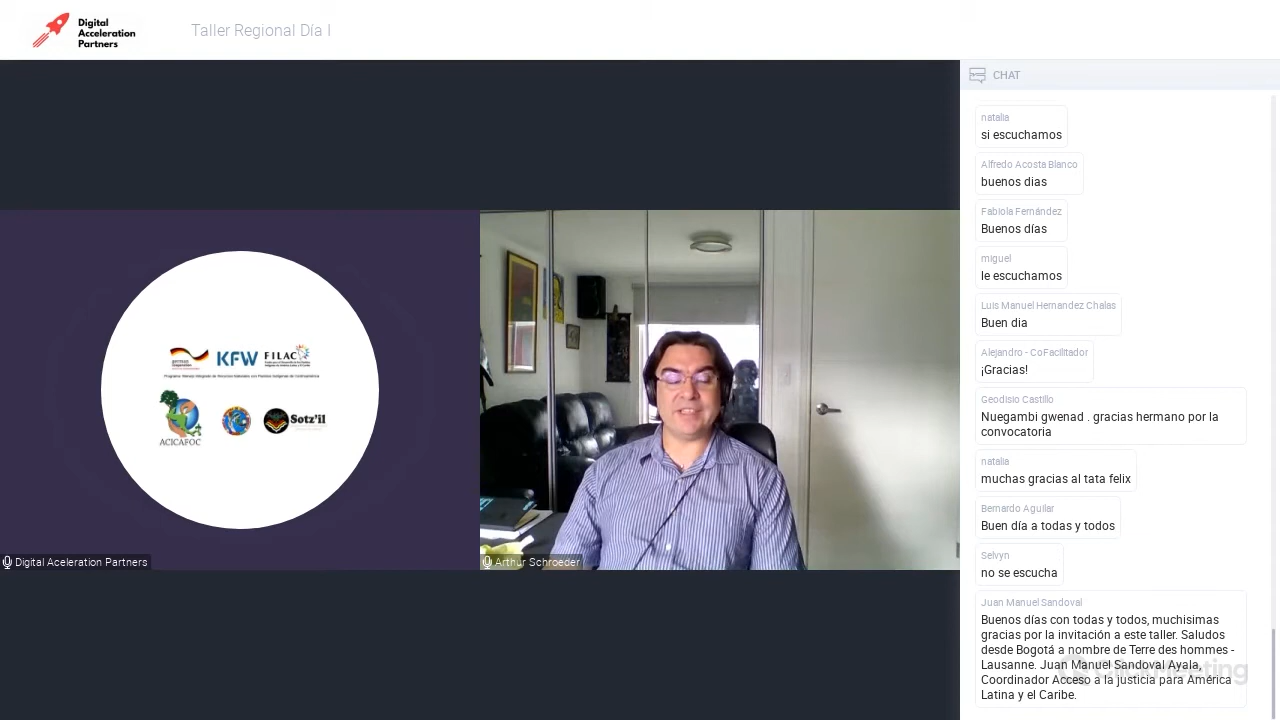 Digital
Acceleration
Partners
Taller Regional Día I
CHAT
natalia
si escuchamos
Alfredo Acosta Blanco
buenos dias
Fabiola Fernández
Buenos días
miguel
le escuchamos
Luis Manuel Hernandez Chalas
Buen dia
Alejandro - CoFacilitador
¡Gracias!
Geodisio Castillo
Nuegambi gwenad . gracias hermano por la
convocatoria
natalia
muchas gracias al tata felix
Bernardo Aguilar
Buen día a todas y todos
Selvyn
no se escucha
Juan Manuel Sandoval
Buenos días con todas y todos, muchisimas
gracias por la invitación a este taller. Saludos
desde Bogotá a nombre de Terre des hommes -
Lausanne. Juan Manuel Sandoval Ayala,
Coordinador Acceso a la justicia para América
Latina y el Caribe.
KFW
FILAC
ACICAFOC
Sotz'il
Digital Aceleration Partners
Arthur Schroeder